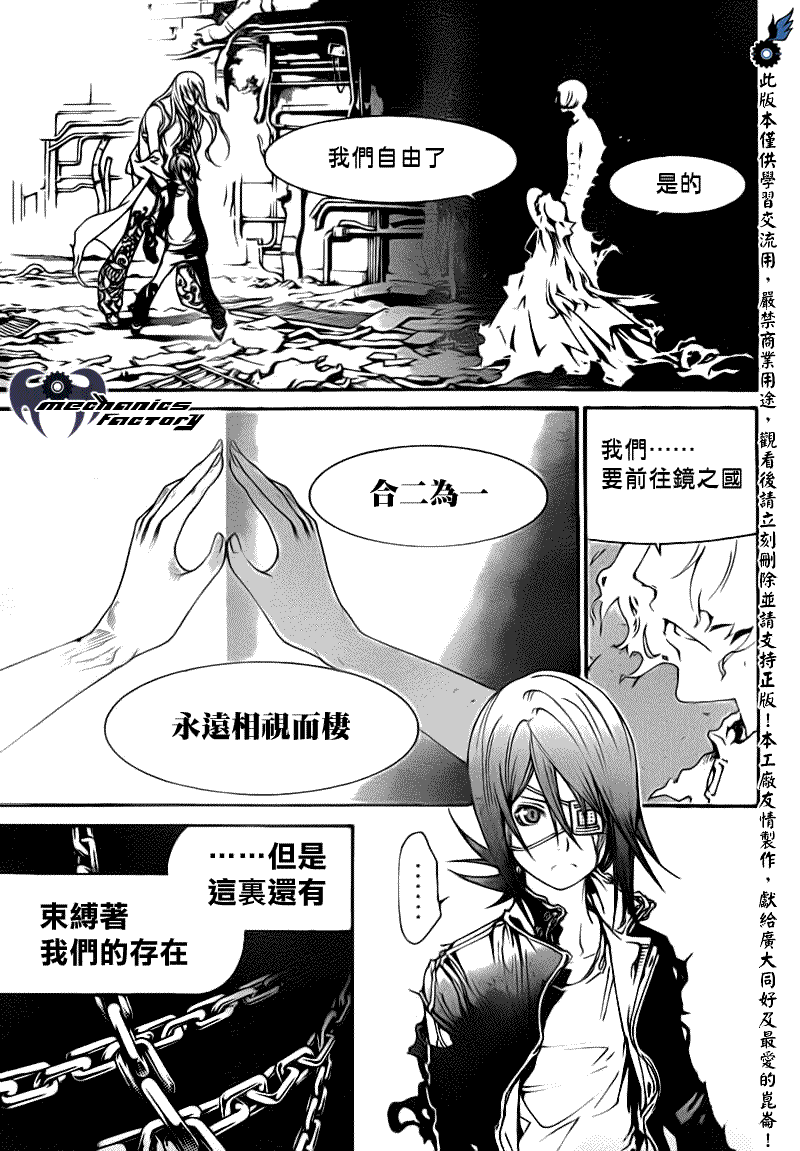 是的
我們自由了
我們……
要前往鏡之國
合二為一
永遠相視而棲
……
……但是
這裏還有
束縛著
我們的存在
mechanics
factory
此版本僅供學習交流用，嚴禁商業用途，觀看後請立刻刪除並請支持正版！本工廠友情製作，獻給廣大同好及最愛的崑崙！